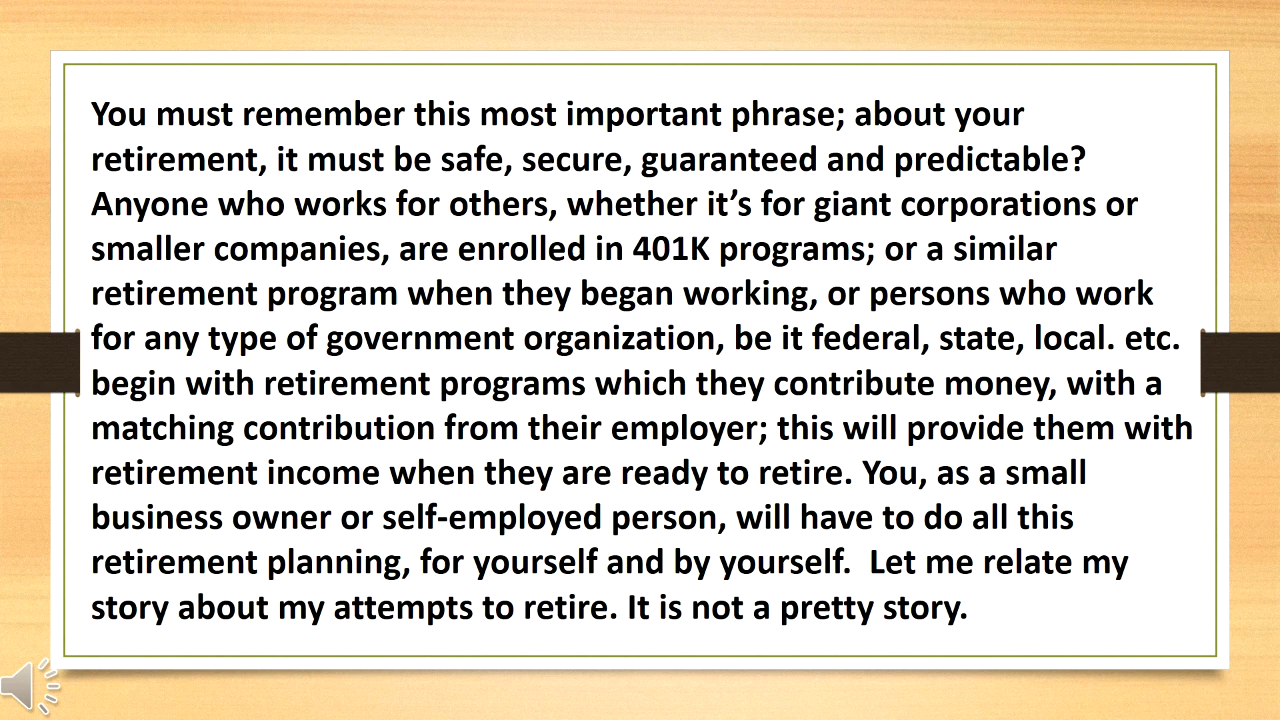 You must remember this most important phrase; about your
retirement, it must be safe, secure, guaranteed and predictable?
Anyone who works for others, whether it’s for giant corporations or
smaller companies, are enrolled in 401K programs; or a similar
retirement program when they began working, or persons who work
for any type of government organization, be it federal, state, local. etc.
begin with retirement programs which they contribute money, with a
matching contribution from their employer; this will provide them with
retirement income when they are ready to retire. You, as a small
business owner or self-employed person, will have to do all this
retirement planning, for yourself and by yourself.  Let me relate my
story about my attempts to retire. It is not a pretty story.